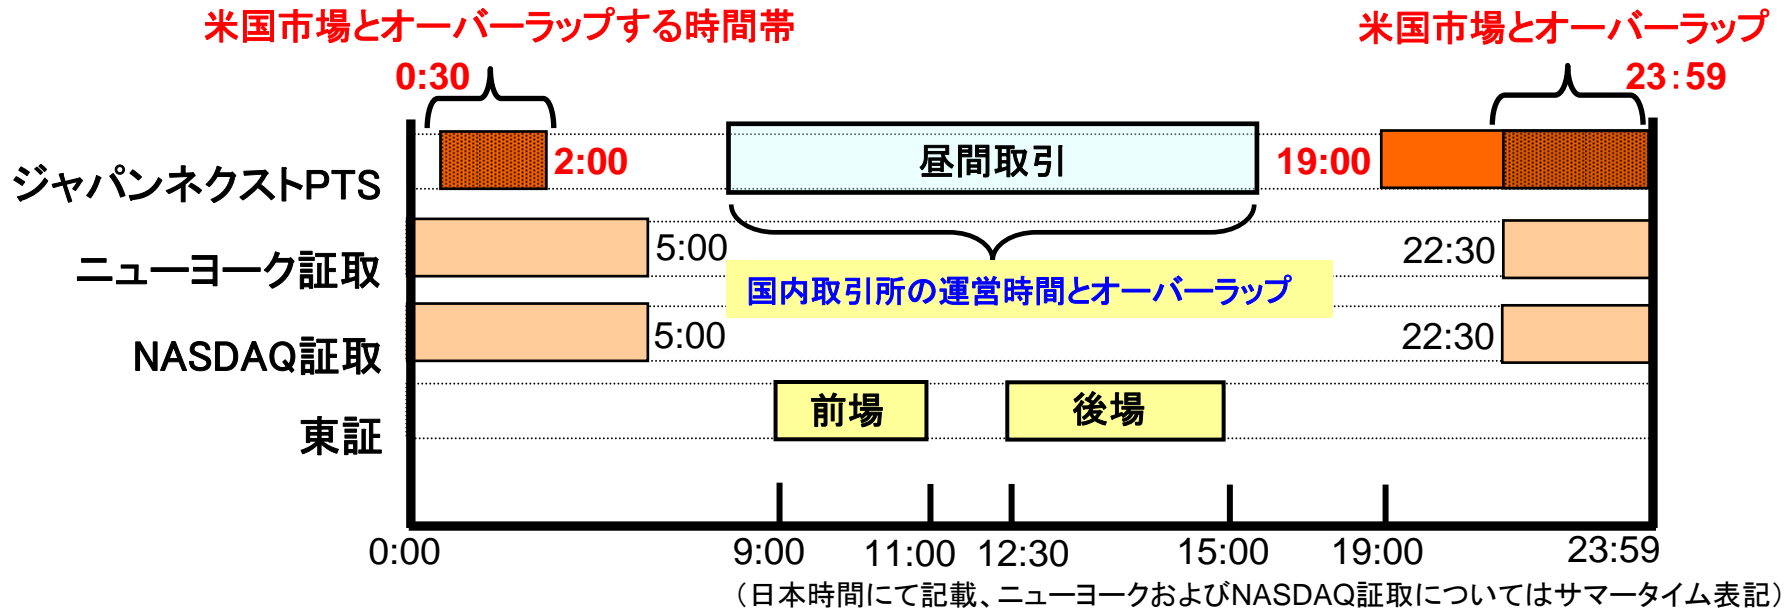 米国市場とオーバーラップする時間帯
米国市場とオーバーラップ
0:30
23:59
ジャパンネクストPTS
2:00
昼間取引
19:00
ニューヨーク証取
5:00
22:30
国内取引所の運営時間とオーバーラップ
NASDAQ証取
5:00
22:30
東証
前場
後場
0:00
9:00
11:00
12:30
15:00
19:00
23:59
（日本時間にて記載、ニューヨークおよびNASDAQ証取についてはサマータイム表記）